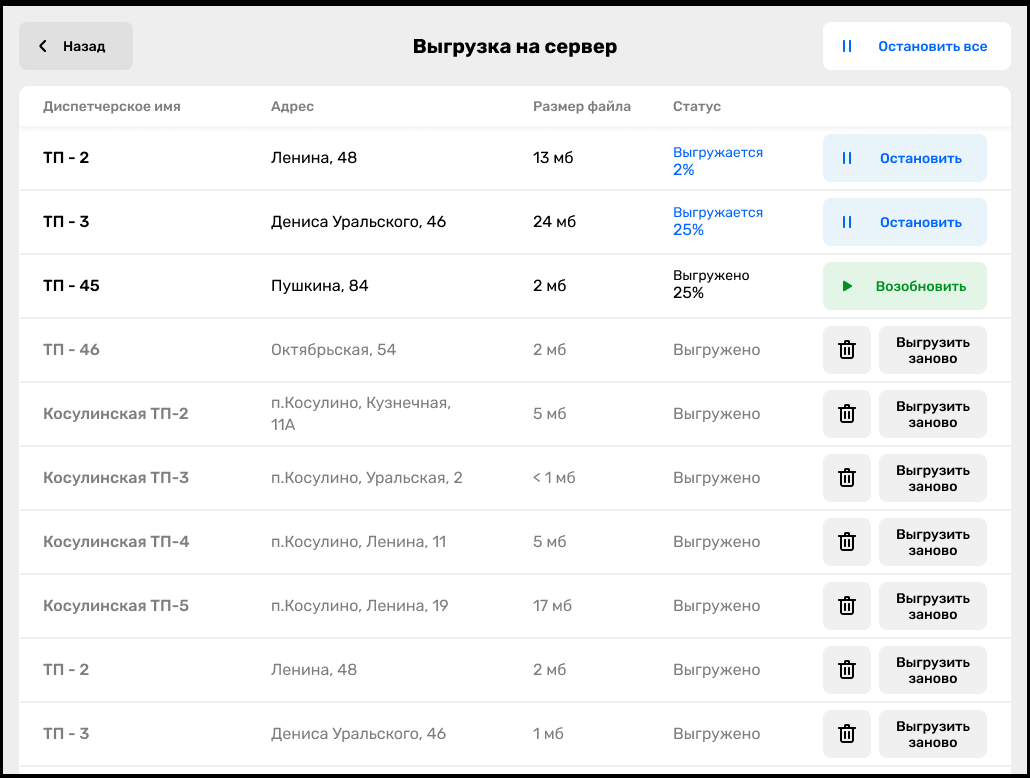 Назад
Выгрузка на сервер
Остановить все
Диспетчерское имя Адрес Размер файла Статус
ТП - 2 Ленина, 48 13 мб Выгружается
2%
Остановить
ТП - 3 Дениса Уральского, 46 24 мб Выгружается
25%
Остановить
ТП - 45 Пушкина, 84 2 мб Выгружено
25%
Возобновить
ТП - 46 Октябрьская, 54 2 мб Выгружено
Выгрузить
заново
Косулинская ТП-2
п.Косулино, Кузнечная,
11А
5 мб Выгружено
Выгрузить
заново
Косулинская ТП-3 п.Косулино, Уральская, 2 < 1 мб Выгружено
Выгрузить
заново
Косулинская ТП-4 п.Косулино, Ленина, 11 5 мб Выгружено
Выгрузить
заново
Косулинская ТП-5 п.Косулино, Ленина, 19 17 мб Выгружено
Выгрузить
заново
ТП - 2 Ленина, 48 2 мб Выгружено
Выгрузить
заново
ТП - 3 Дениса Уральского, 46 1 мб Выгружено
Выгрузить
заново